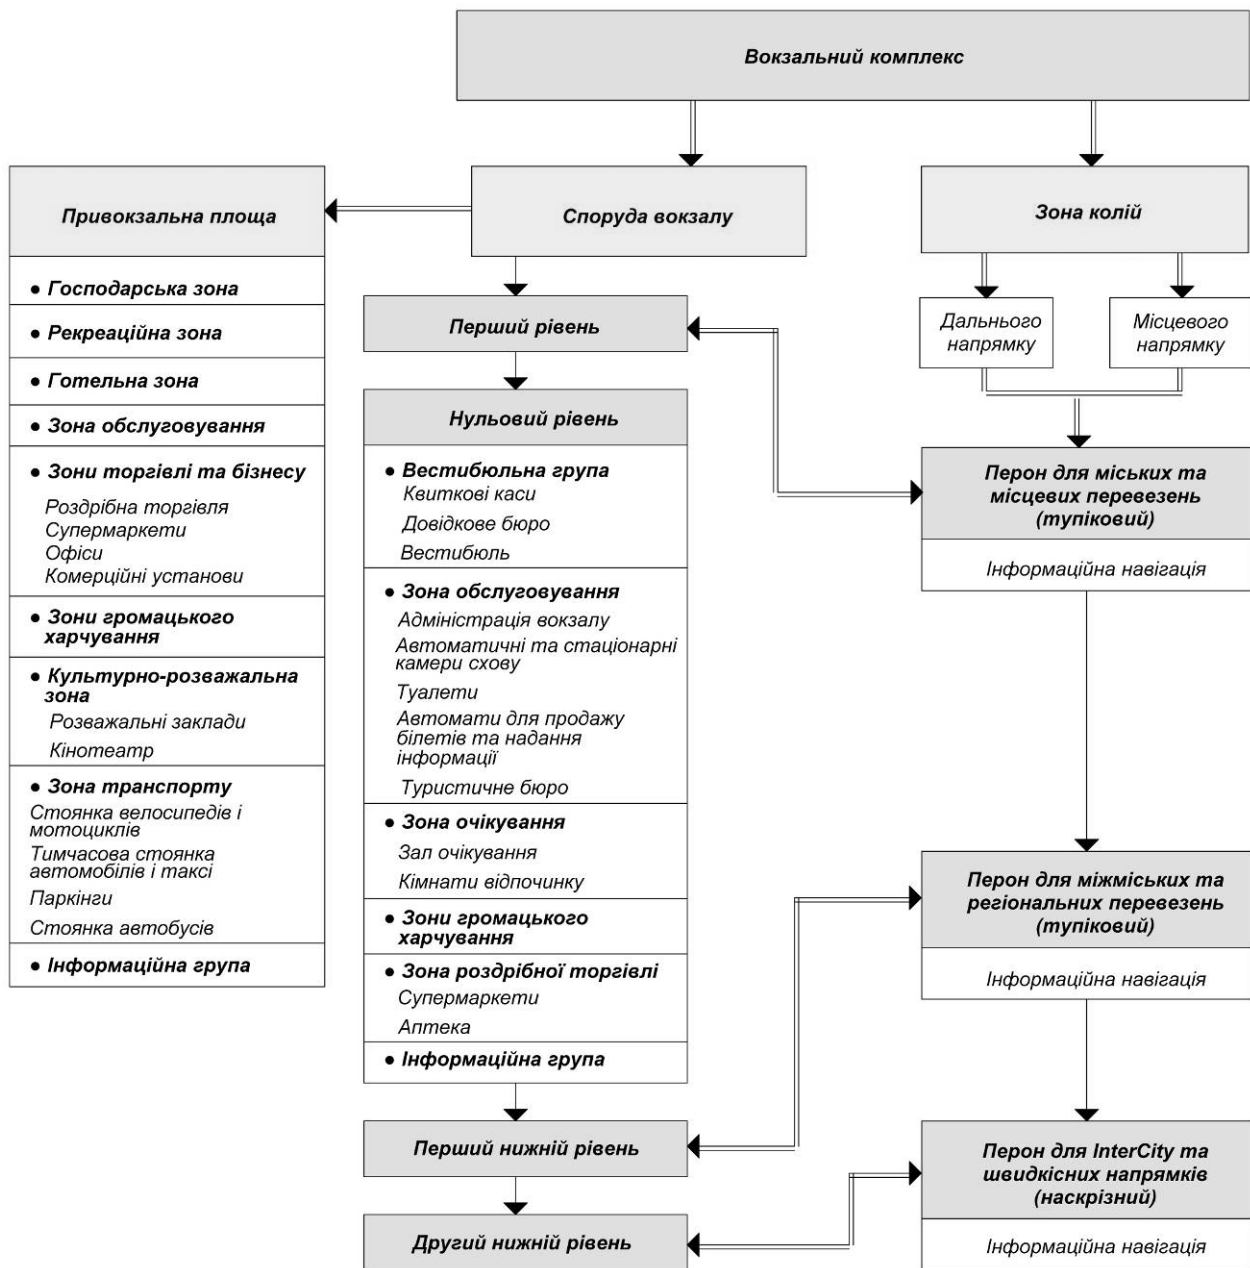 Вокзальний комплекс
Привокзальна площа
Споруда вокзалу
Зона колій
● Господарська зона
● Рекреаційна зона
● Готельна зона
● Зона обслуговування
● Зони торгівлі та бізнесу
Роздрібна торгівля
Супермаркети
Офіси
Комерційні установи
● Зони громацького
харчування
● Культурно-розважальна
зона
Розважальні заклади
Кінотеатр
● Зона транспорту
Стоянка велосипедів і
мотоциклів
Тимчасова стоянка
автомобілів і таксі
Паркінги
Стоянка автобусів
● Інформаційна група
Перший рівень
Нульовий рівень
● Вестибюльна група
Квиткові каси
Довідкове бюро
Вестибюль
● Зона обслуговування
Адміністрація вокзалу
Автоматичні та стаціонарні
камери схову
Туалети
Автомати для продажу
білетів та надання
інформації
Туристичне бюро
● Зона очікування
Зал очікування
Кімнати відпочинку
● Зони громацького
харчування
● Зона роздрібної торгівлі
Супермаркети
Аптека
● Інформаційна група
Перший нижній рівень
Другий нижній рівень
Дальнього
напрямку
Місцевого
напрямку
Перон для міських та
місцевих перевезень
(тупіковий)
Інформаційна навігація
Перон для міжміських та
регіональних перевезень
(тупіковий)
Інформаційна навігація
Перон для InterCity та
швидкісних напрямків
(наскрізний)
Інформаційна навігація